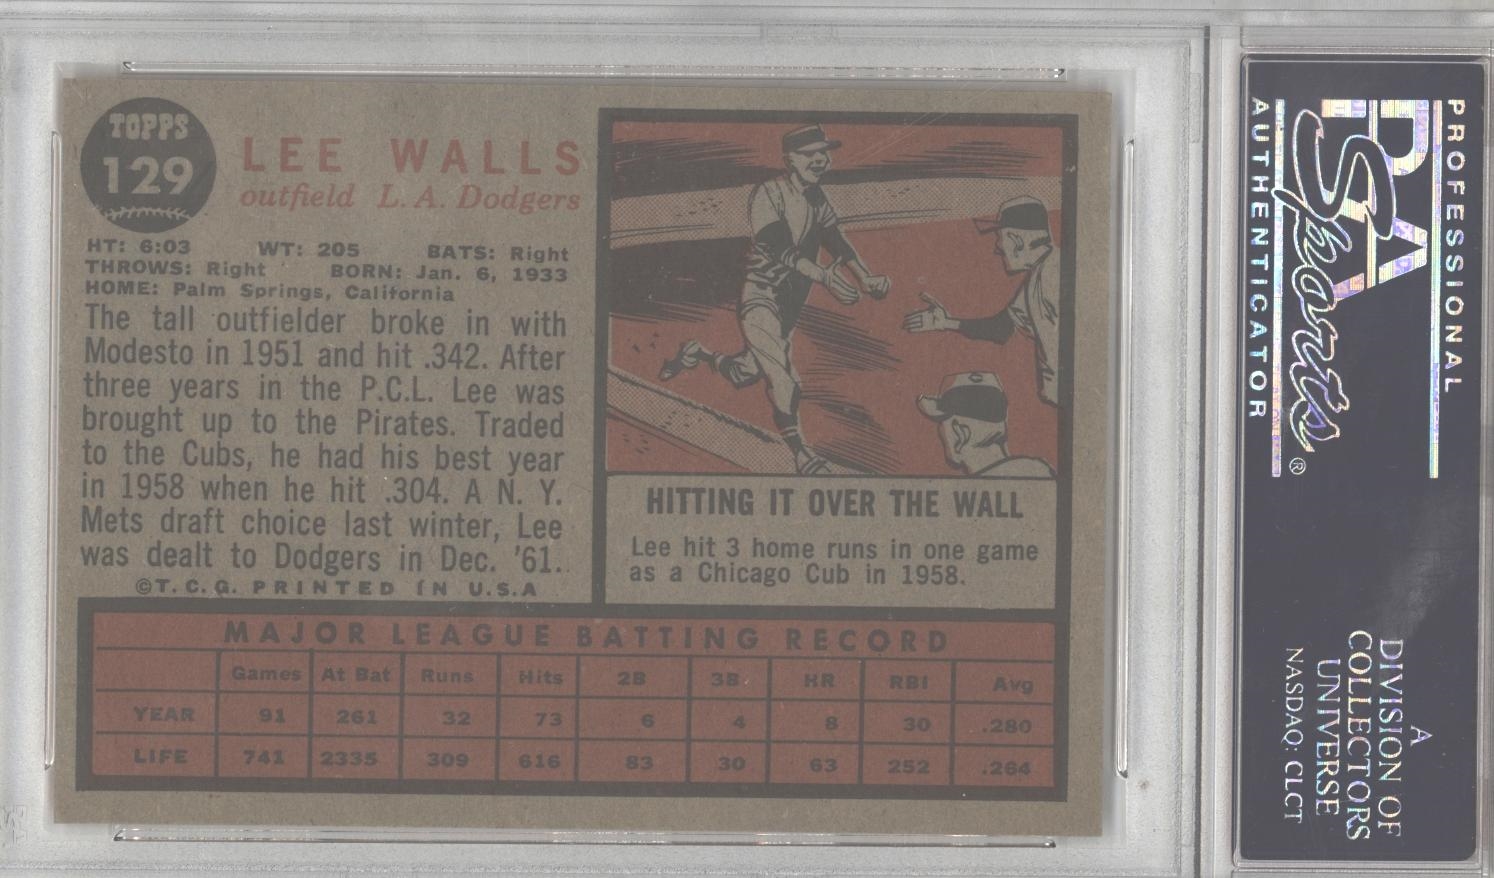 TOPPS
129
LEE WALLS
outfield L. A. Dodgers
HT: 6:03 WT: 205 BATS: Right
THROWS: Right BORN: Jan. 6, 1933
HOME: Palm Springs, California
The tall outfielder broke in with
Modesto in 1951 and hit .342. After
three years in the P.C.L. Lee was
brought up to the Pirates. Traded
to the Cubs, he had his best year
in 1958 when he hit .304. A N. Y.
Mets draft choice last winter, Lee
was dealt to Dodgers in Dec. '61.
©T. C. G. PRINTED IN U.S.A
HITTING IT OVER THE WALL
Lee hit 3 home runs in one game
as a Chicago Cub in 1958.
MAJOR LEAGUE BATTING RECORD
Games At Bat Runs Hits 2B 3B HR RBI Avg
YEAR 91 261 32 73 6 4 8 30 .280
LIFE 741 2335 309 616 83 30 63 252 .264
PROFESSIONAL
PSA
Sports®
AUTHENTICATOR
A
DIVISION OF
COLLECTORS
UNIVERSE
NASDAQ: CLCT